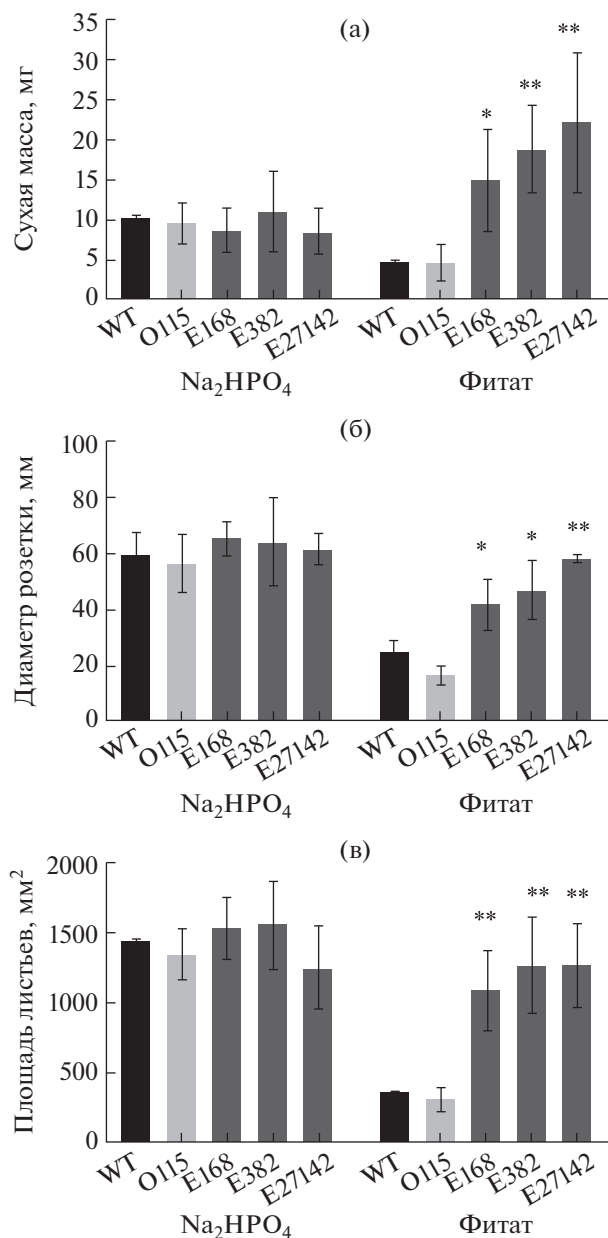 (а)
Сухая масса, мг
35
30
25
20
15
10
5
0
* ** **
WT O115 E168 E382 E27142 WT O115 E168 E382 E27142
Na₂HPO₄ Фитат
(б)
Диаметр розетки, мм
100
80
60
40
20
0
* * **
WT O115 E168 E382 E27142 WT O115 E168 E382 E27142
Na₂HPO₄ Фитат
(в)
Площадь листьев, мм²
2000
1500
1000
500
0
** ** **
WT O115 E168 E382 E27142 WT O115 E168 E382 E27142
Na₂HPO₄ Фитат